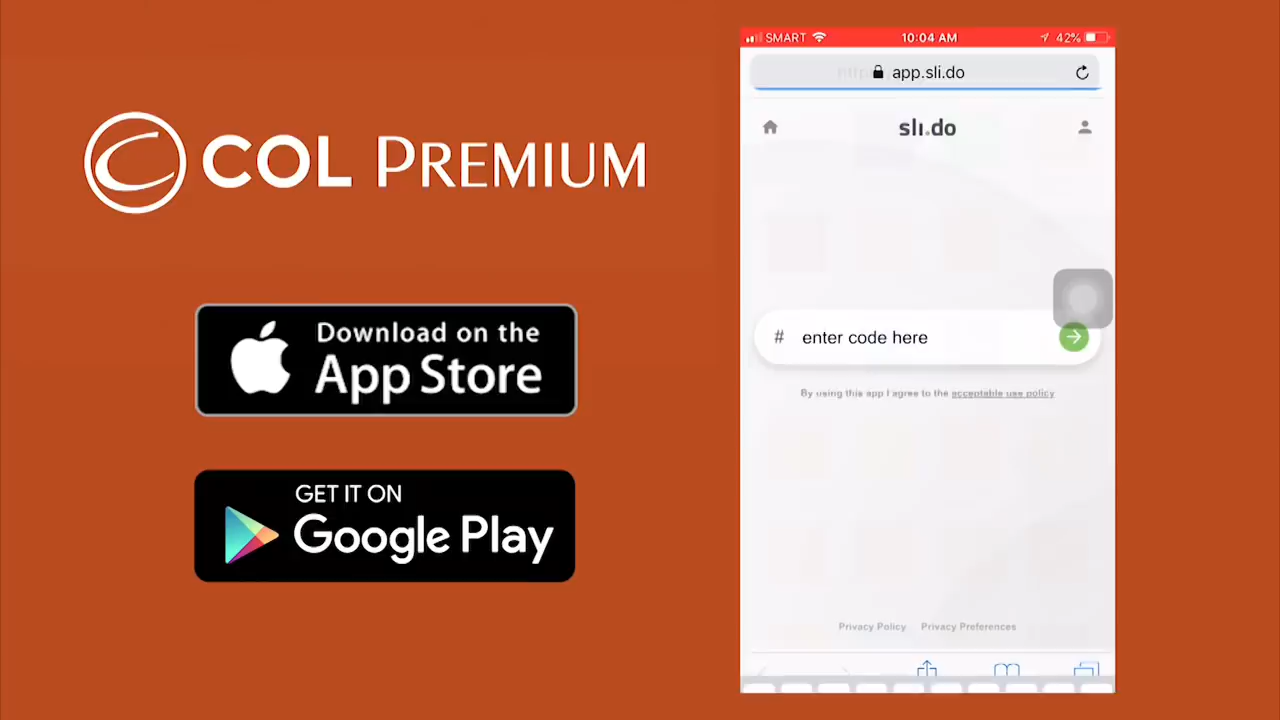 COL PREMIUM
Download on the
App Store
GET IT ON
Google Play
SMART
10:04 AM
42%
app.sli.do
sli.do
# enter code here
By using this app I agree to the acceptable use policy
Privacy Policy Privacy Preferences